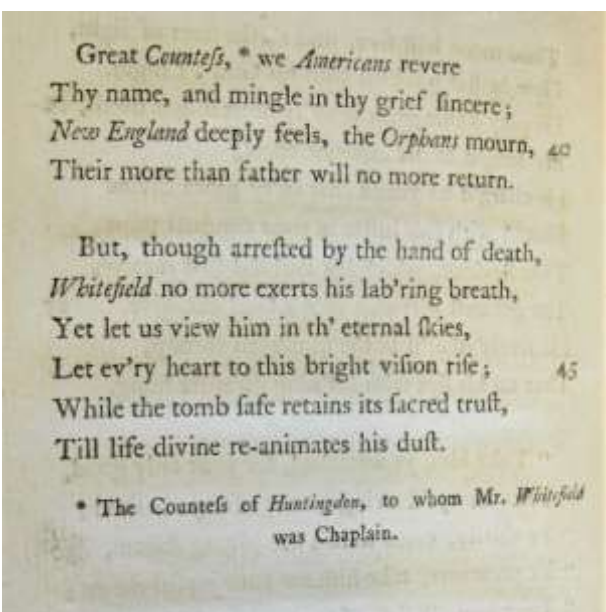 Great Counteſs, * we Americans revere
Thy name, and mingle in thy grief ſincere;
New England deeply feels, the Orphans mourn, 40
Their more than father will no more return.
But, though arreſted by the hand of death,
Whitefield no more exerts his lab'ring breath,
Yet let us view him in th' eternal ſkies,
Let ev'ry heart to this bright viſion riſe; 45
While the tomb ſafe retains its ſacred truſt,
Till life divine re-animates his duſt.
* The Counteſs of Huntingdon, to whom Mr. Whitefield
was Chaplain.